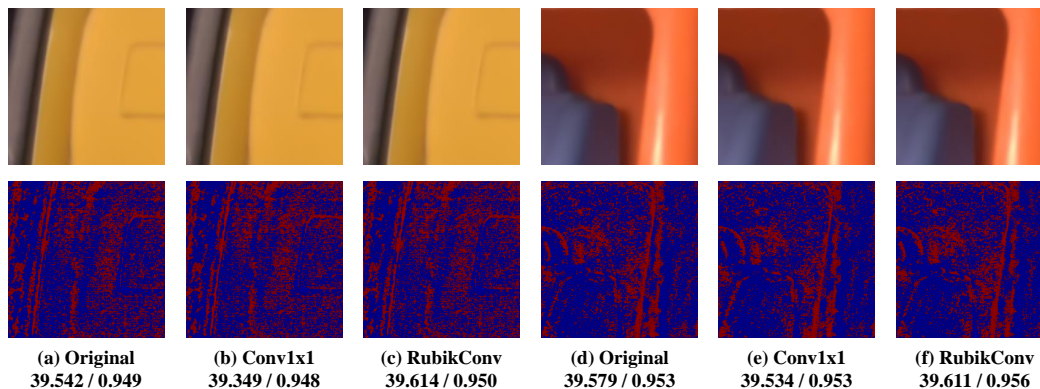 (a) Original (b) Conv1x1 (c) RubikConv (d) Original (e) Conv1x1 (f) RubikConv
39.542 / 0.949 39.349 / 0.948 39.614 / 0.950 39.579 / 0.953 39.534 / 0.953 39.611 / 0.956